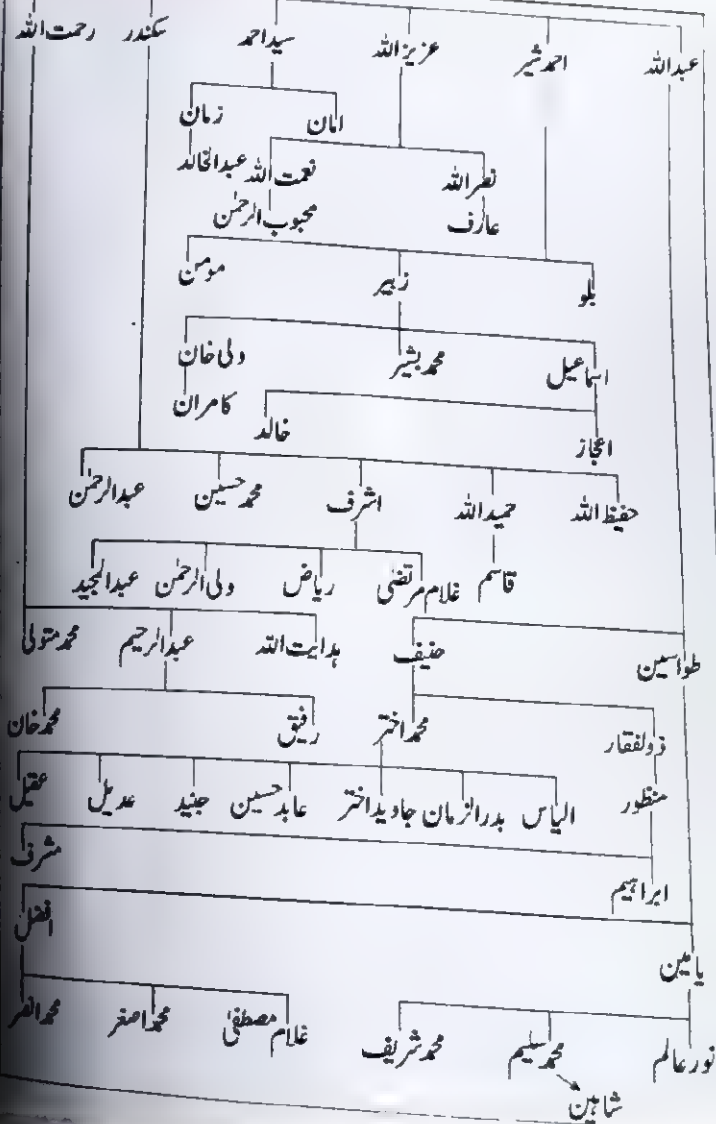 عبداللہ احمد شیر عزیز اللہ سید احمد سکندر رحمت اللہ
امان زمان
نصر اللہ نعمت اللہ عبدالخالد
عارف محبوب الرحمٰن
بلو زبیر مومن
اسماعیل محمد بشیر ولی خان
اعجاز خالد کامران
حفیظ اللہ حمید اللہ اشرف محمد حسین عبدالرحمٰن
قاسم غلام مرتضٰی ریاض ولی الرحمٰن عبدالمجید
طواسین حنیف ہدایت اللہ عبدالرحیم محمد متولی
ذولفقار محمد اختر رفیق محمد خان
منظور الیاس بدرالزمان جاوید اختر عابد حسین جنید عدیل عقیل
ابراہیم مشرف
یامین افضل
نور عالم محمد سلیم محمد شریف غلام مصطفٰی محمد اصغر محمد انصر
شاہین